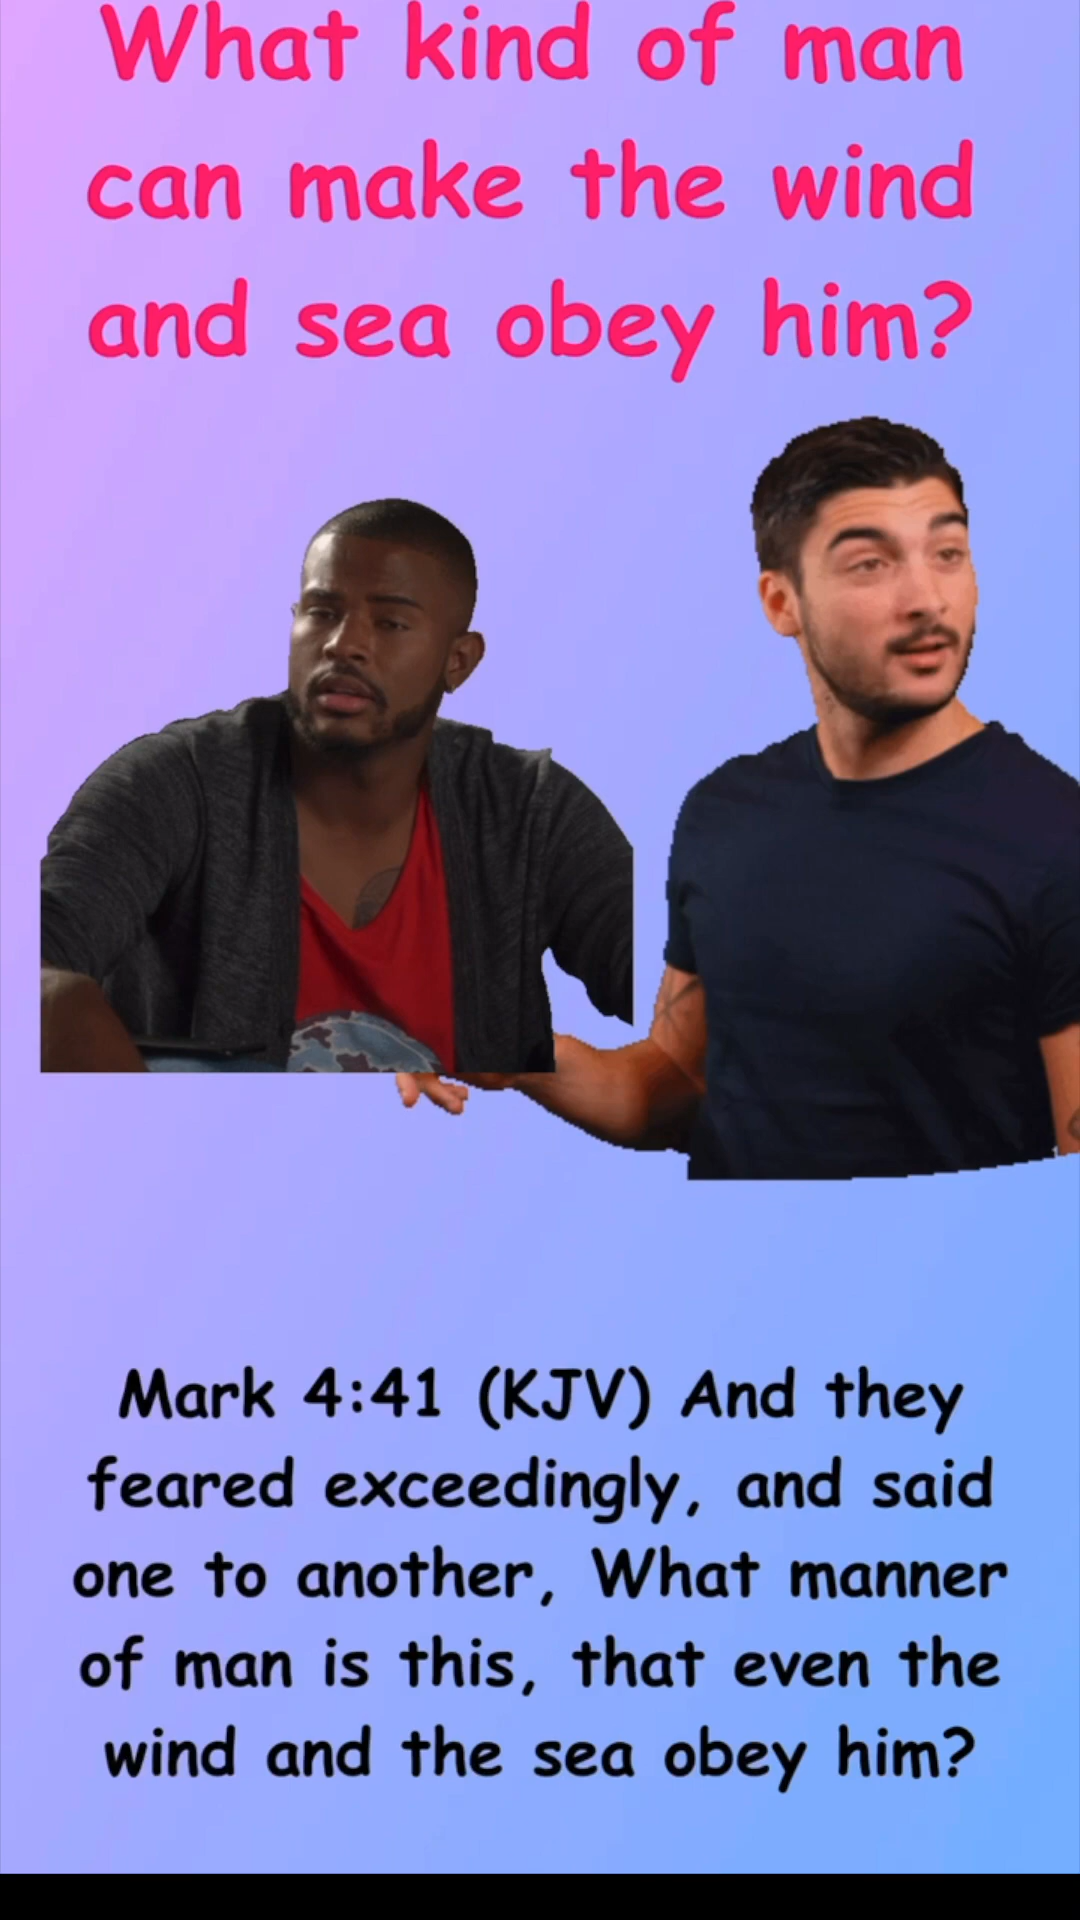 What kind of man
can make the wind
and sea obey him?
Mark 4:41 (KJV) And they
feared exceedingly, and said
one to another, What manner
of man is this, that even the
wind and the sea obey him?